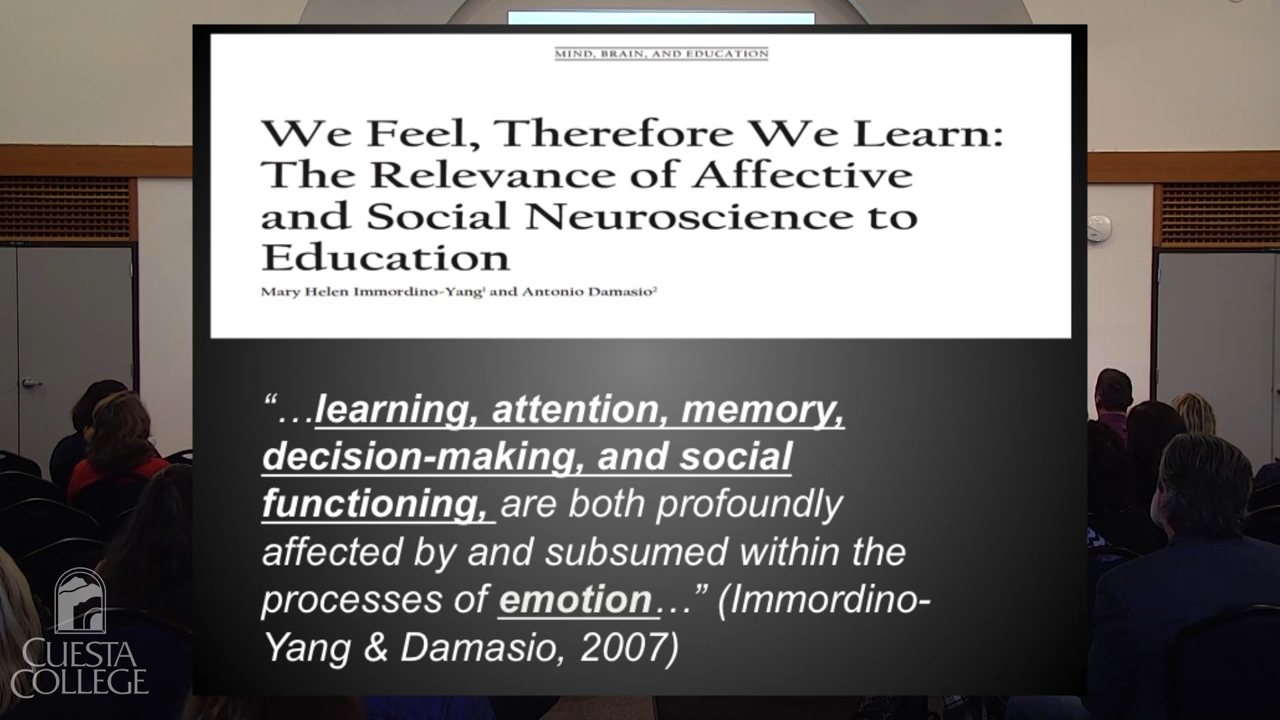 MIND, BRAIN, AND EDUCATION
We Feel, Therefore We Learn:
The Relevance of Affective
and Social Neuroscience to
Education
Mary Helen Immordino-Yang¹ and Antonio Damasio²
“…learning, attention, memory,
decision-making, and social
functioning, are both profoundly
affected by and subsumed within the
processes of emotion…” (Immordino-
Yang & Damasio, 2007)
CUESTA
COLLEGE